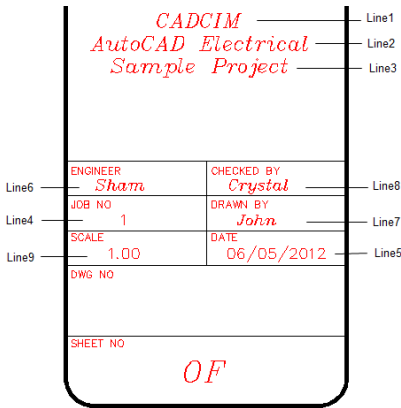 CADCIM Line1
AutoCAD Electrical Line2
Sample Project Line3
ENGINEER CHECKED BY
Line6 Sham Crystal Line8
JOB NO DRAWN BY
Line4 1 John Line7
SCALE DATE
Line9 1.00 06/05/2012 Line5
DWG NO
SHEET NO
OF